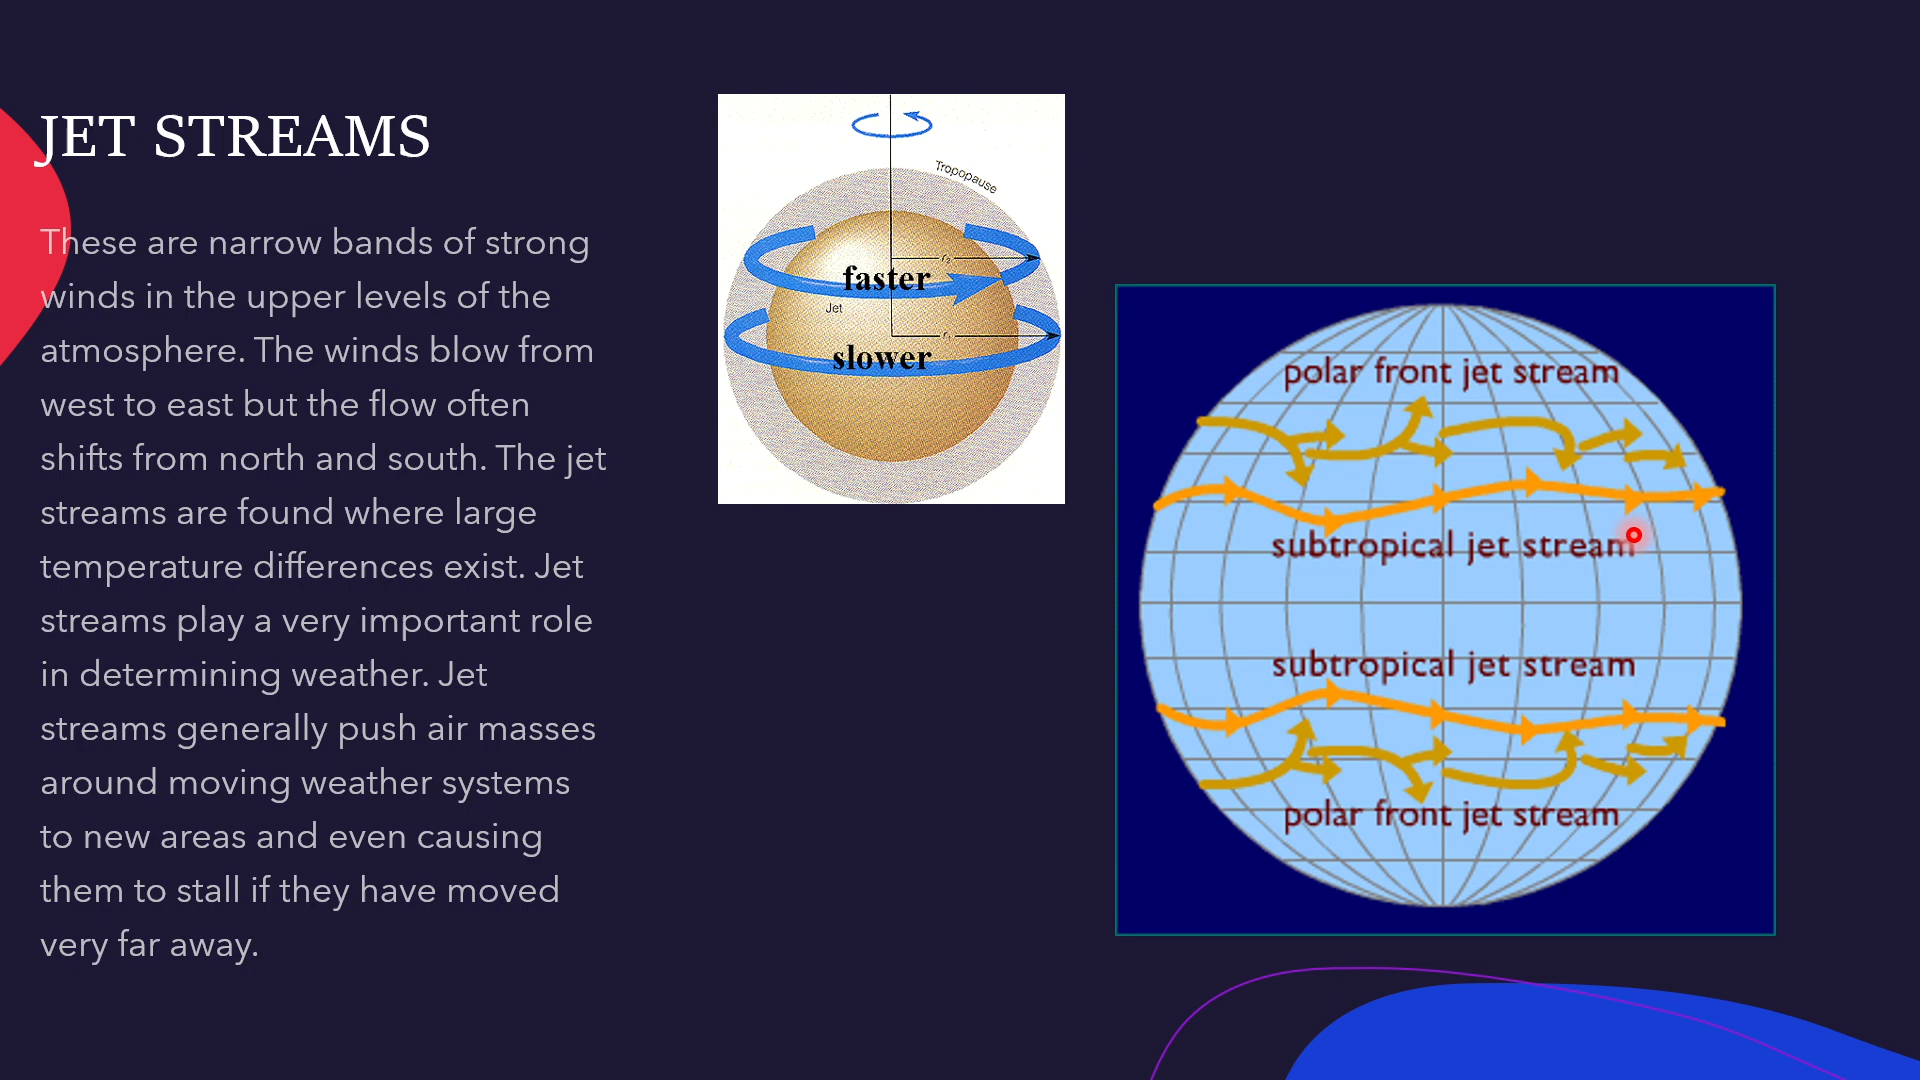 JET STREAMS
These are narrow bands of strong
winds in the upper levels of the
atmosphere. The winds blow from
west to east but the flow often
shifts from north and south. The jet
streams are found where large
temperature differences exist. Jet
streams play a very important role
in determining weather. Jet
streams generally push air masses
around moving weather systems
to new areas and even causing
them to stall if they have moved
very far away.
Tropopause
r₂
faster
Jet
r₁
slower
polar front jet stream
subtropical jet stream
subtropical jet stream
polar front jet stream